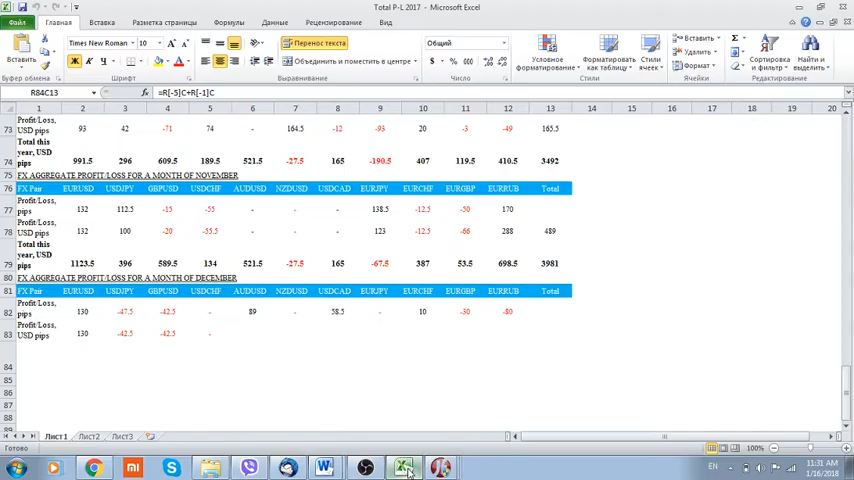 Total P-L 2017 - Microsoft Excel
Файл Главная Вставка Разметка страницы Формулы Данные Рецензирование Вид
Вставить Times New Roman 10 Перенос текста Общий Условное форматирование Форматировать как таблицу Стили ячеек Вставить Удалить Формат Сортировка и фильтр Найти и выделить
Ж К Ч Объединить и поместить в центре % 000
Буфер обмена Шрифт Выравнивание Число Стили Ячейки Редактирование
R84C13 fx =R[-5]C+R[-1]C
1 2 3 4 5 6 7 8 9 10 11 12 13 14 15 16 17 18 19 20
73 Profit/Loss, USD pips 93 42 -71 74 - 164.5 -12 -93 20 -3 -49 165.5
74 Total this year, USD pips 991.5 296 609.5 189.5 521.5 -27.5 165 -190.5 407 119.5 410.5 3492
75 FX AGGREGATE PROFIT/LOSS FOR A MONTH OF NOVEMBER
76 FX Pair EURUSD USDJPY GBPUSD USDCHF AUDUSD NZDUSD USDCAD EURJPY EURCHF EURGBP EURRUB Total
77 Profit/Loss, pips 132 112.5 -15 -55 - - - 138.5 -12.5 -50 170
78 Profit/Loss, USD pips 132 100 -20 -55.5 - - - 123 -12.5 -66 288 489
79 Total this year, USD pips 1123.5 396 589.5 134 521.5 -27.5 165 -67.5 387 53.5 698.5 3981
80 FX AGGREGATE PROFIT/LOSS FOR A MONTH OF DECEMBER
81 FX Pair EURUSD USDJPY GBPUSD USDCHF AUDUSD NZDUSD USDCAD EURJPY EURCHF EURGBP EURRUB Total
82 Profit/Loss, pips 130 -47.5 -42.5 - 89 - 58.5 - 10 -30 -80
83 Profit/Loss, USD pips 130 -42.5 -42.5 -
84
85
86
87
88
Лист1 Лист2 Лист3
Готово 100%
EN 11:31 AM
1/16/2018